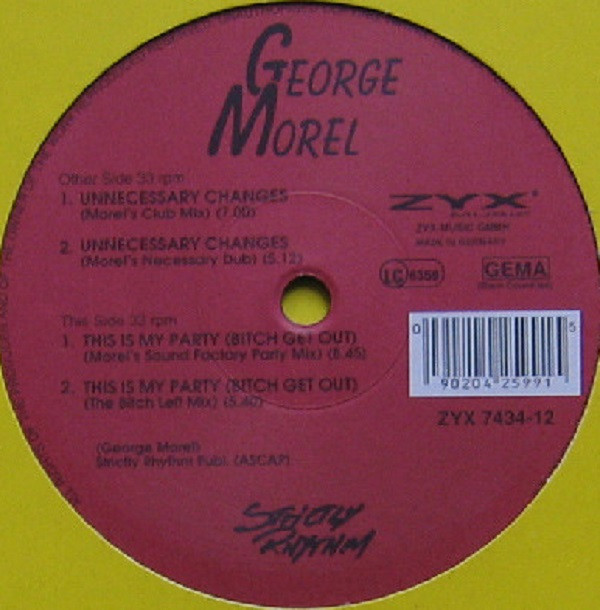 GEORGE
MOREL
Other Side 33 rpm
1. UNNECESSARY CHANGES
(Morel's Club Mix) (7.00)
2. UNNECESSARY CHANGES
(Morel's Necessary Dub) (5.12)
This Side 33 rpm
1. THIS IS MY PARTY (BITCH GET OUT)
(Morel's Sound Factory Party Mix) (8.45)
2. THIS IS MY PARTY (BITCH GET OUT)
(The Bitch Left Mix) (5.40)
(George Morel)
Strictly Rhythm Publ. (ASCAP)
ZYX
MUSIC
ZYX-MUSIC GMBH
MADE IN GERMANY
LC 6350
GEMA
0 90204 25991 5
ZYX 7434-12
STRICTLY
RHYTHM